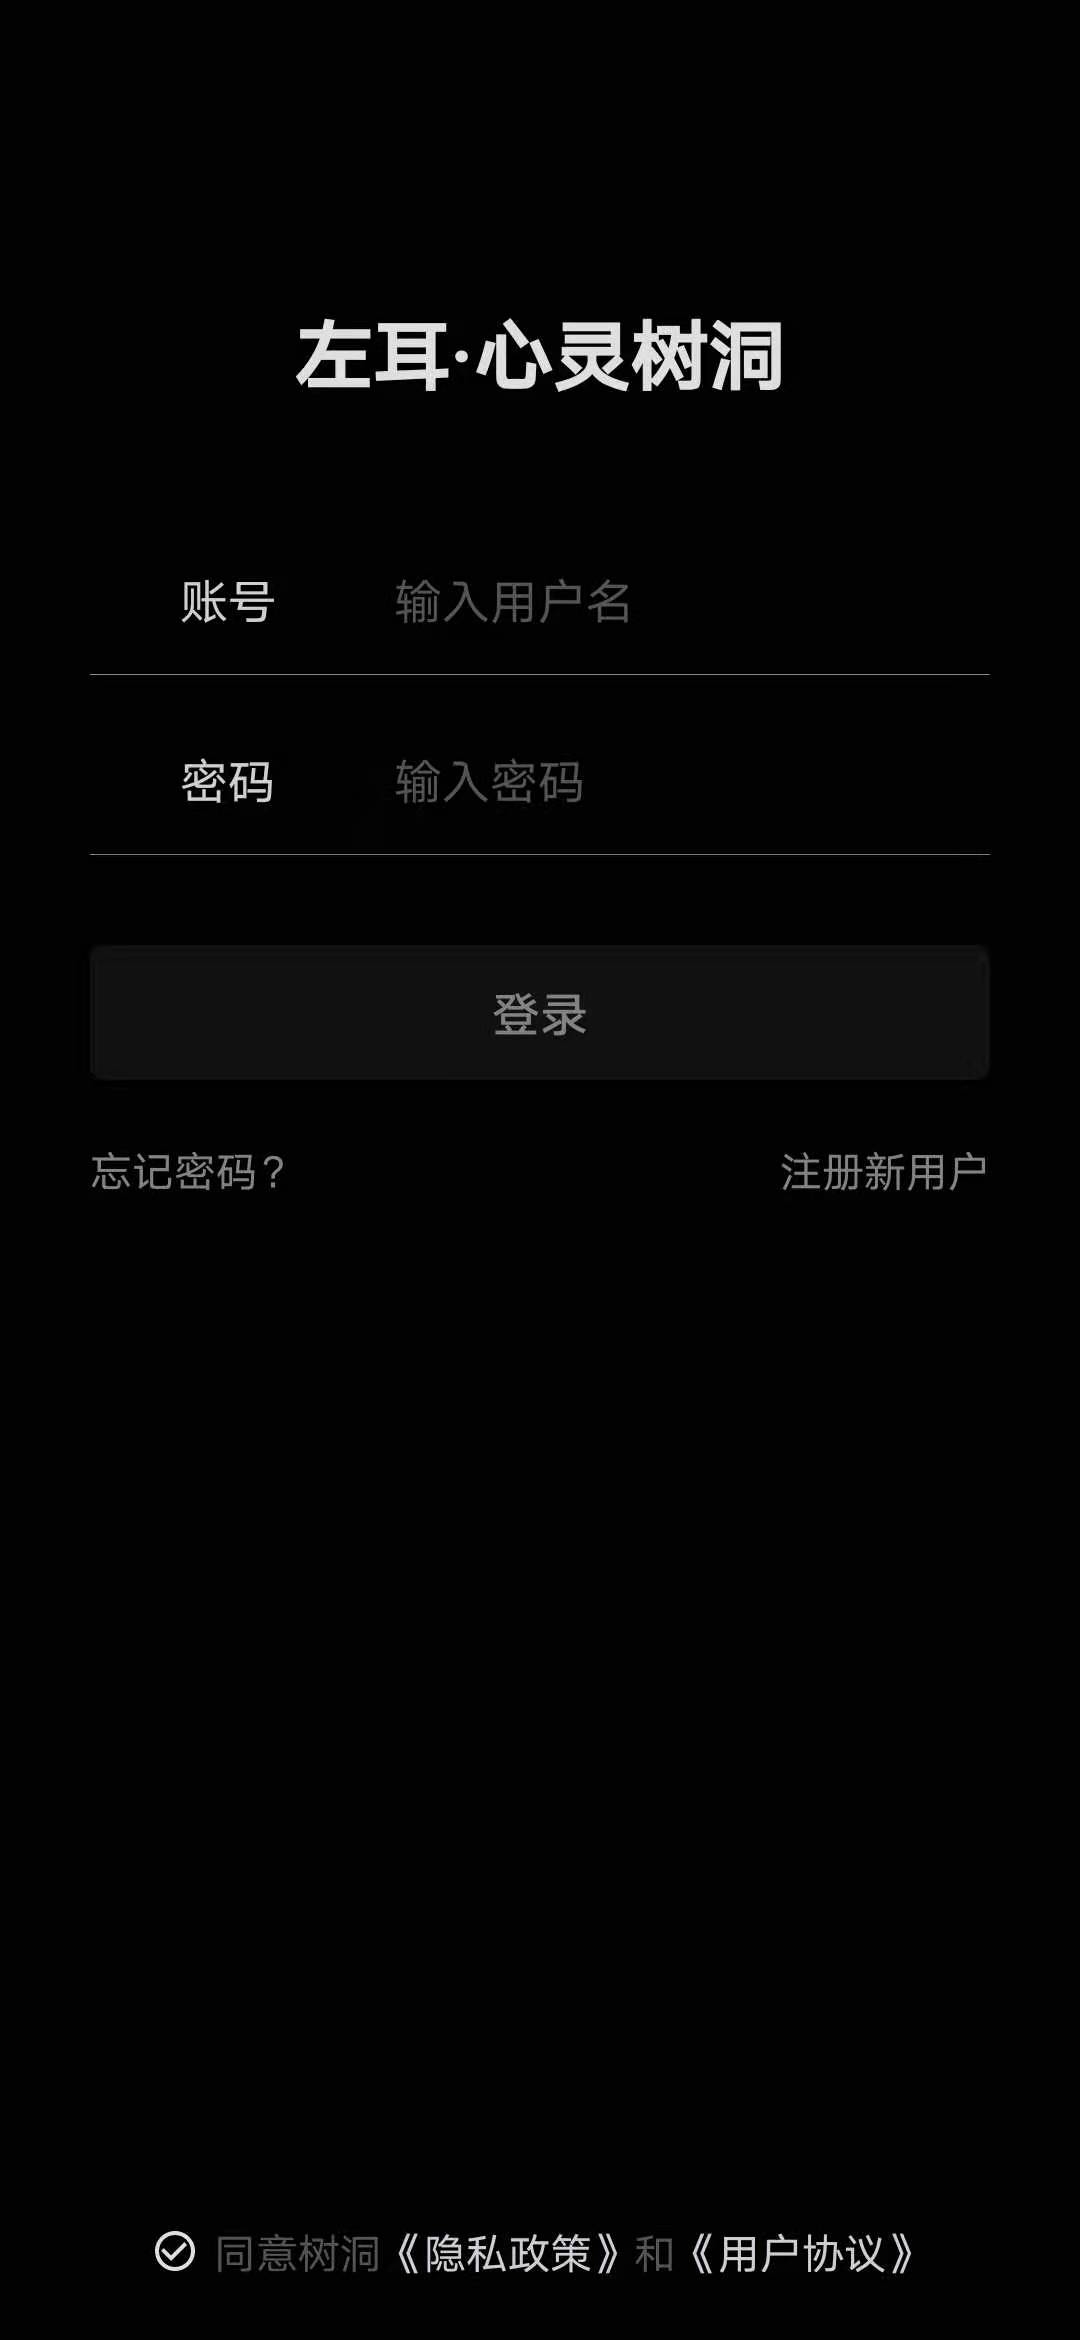 左耳·心灵树洞
账号 输入用户名
密码 输入密码
登录
忘记密码? 注册新用户
同意树洞《隐私政策》和《用户协议》